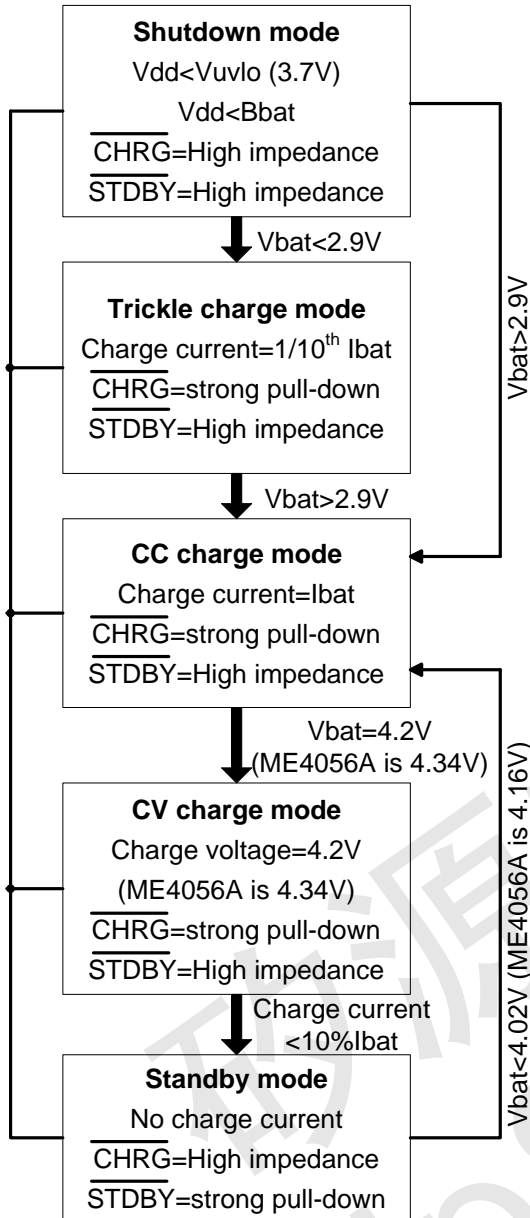 Shutdown mode
Vdd<Vuvlo (3.7V)
Vdd<Bbat
CHRG=High impedance
STDBY=High impedance
Vbat<2.9V
Vbat>2.9V
Trickle charge mode
Charge current=1/10th Ibat
CHRG=strong pull-down
STDBY=High impedance
Vbat>2.9V
CC charge mode
Charge current=Ibat
CHRG=strong pull-down
STDBY=High impedance
Vbat=4.2V
(ME4056A is 4.34V)
Vbat<4.02V (ME4056A is 4.16V)
CV charge mode
Charge voltage=4.2V
(ME4056A is 4.34V)
CHRG=strong pull-down
STDBY=High impedance
Charge current
<10%Ibat
Standby mode
No charge current
CHRG=High impedance
STDBY=strong pull-down
矽源